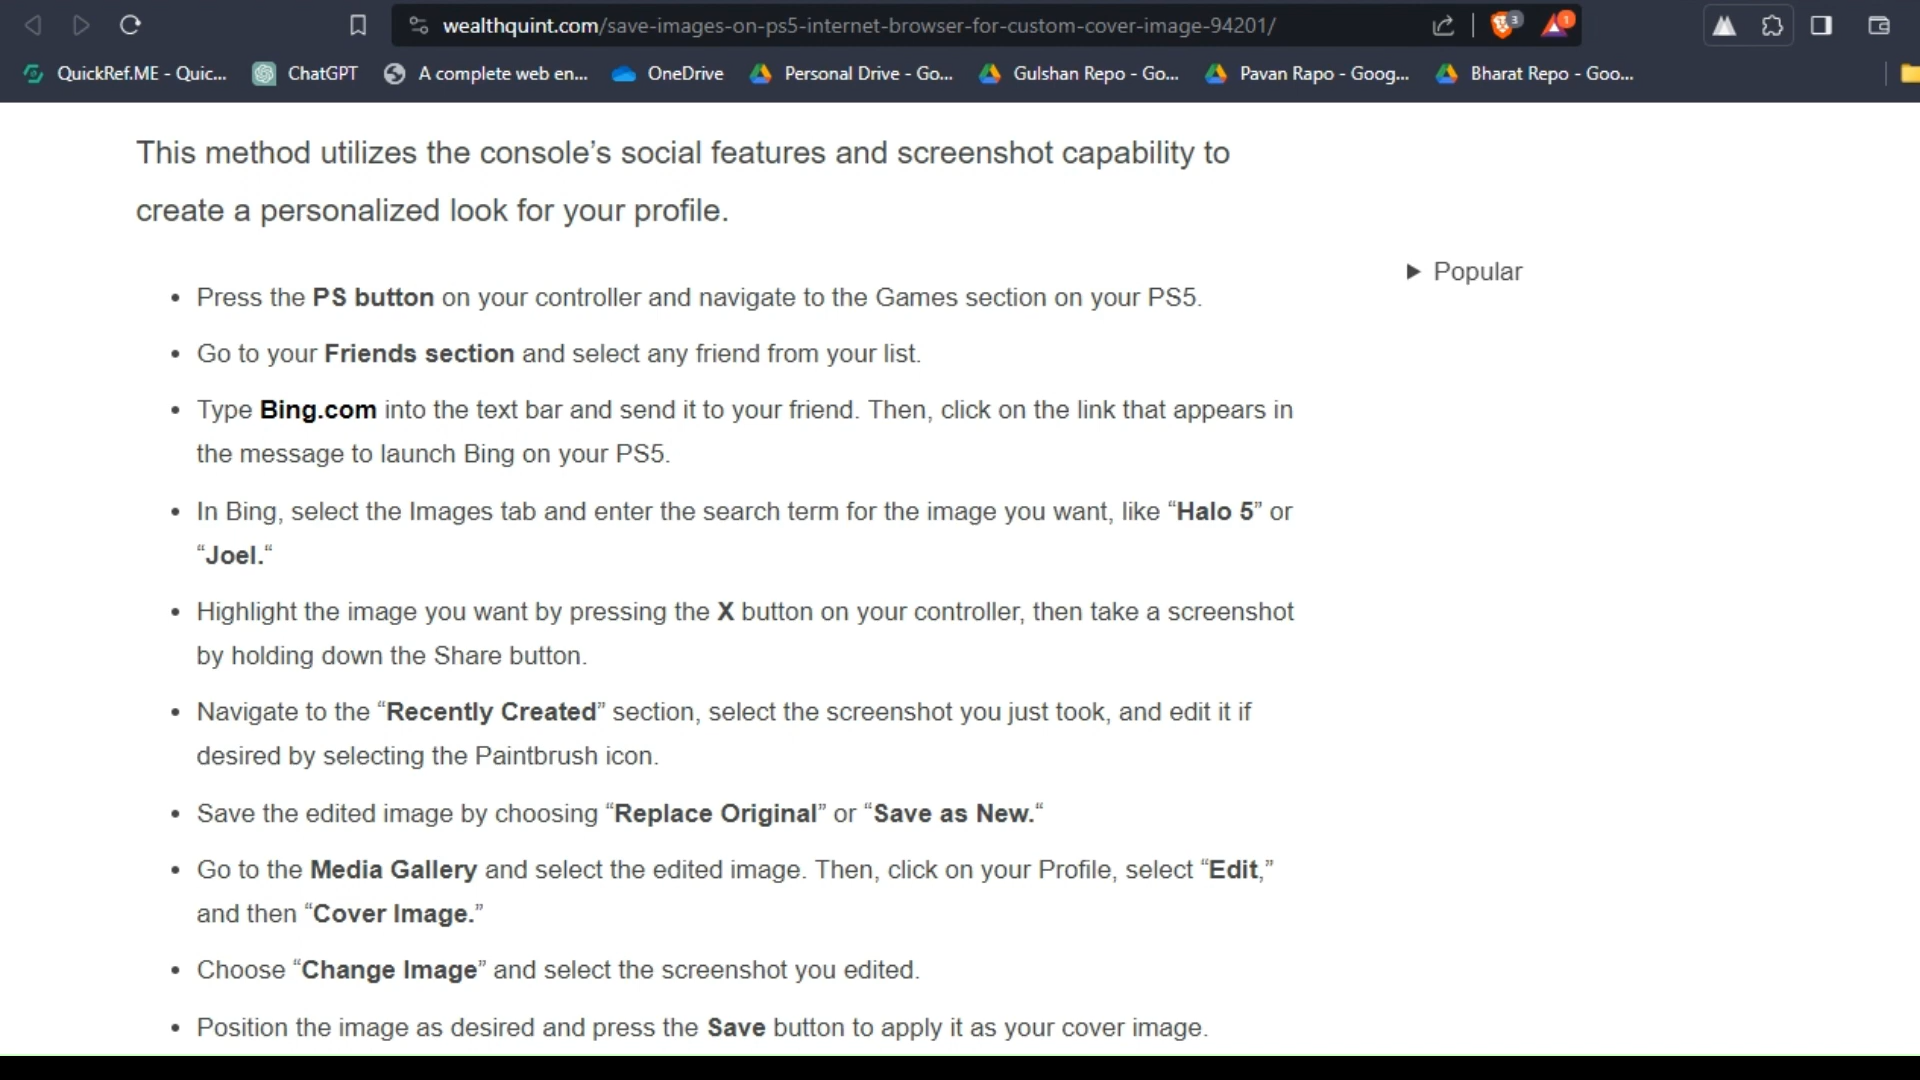 wealthquint.com/save-images-on-ps5-internet-browser-for-custom-cover-image-94201/
3
1
QuickRef.ME - Quic...
ChatGPT
A complete web en...
OneDrive
Personal Drive - Go...
Gulshan Repo - Go...
Pavan Rapo - Goog...
Bharat Repo - Goo...
This method utilizes the console’s social features and screenshot capability to
create a personalized look for your profile.
Popular
• Press the PS button on your controller and navigate to the Games section on your PS5.
• Go to your Friends section and select any friend from your list.
• Type Bing.com into the text bar and send it to your friend. Then, click on the link that appears in
the message to launch Bing on your PS5.
• In Bing, select the Images tab and enter the search term for the image you want, like “Halo 5” or
“Joel.“
• Highlight the image you want by pressing the X button on your controller, then take a screenshot
by holding down the Share button.
• Navigate to the “Recently Created” section, select the screenshot you just took, and edit it if
desired by selecting the Paintbrush icon.
• Save the edited image by choosing “Replace Original” or “Save as New.“
• Go to the Media Gallery and select the edited image. Then, click on your Profile, select “Edit,”
and then “Cover Image.”
• Choose “Change Image” and select the screenshot you edited.
• Position the image as desired and press the Save button to apply it as your cover image.